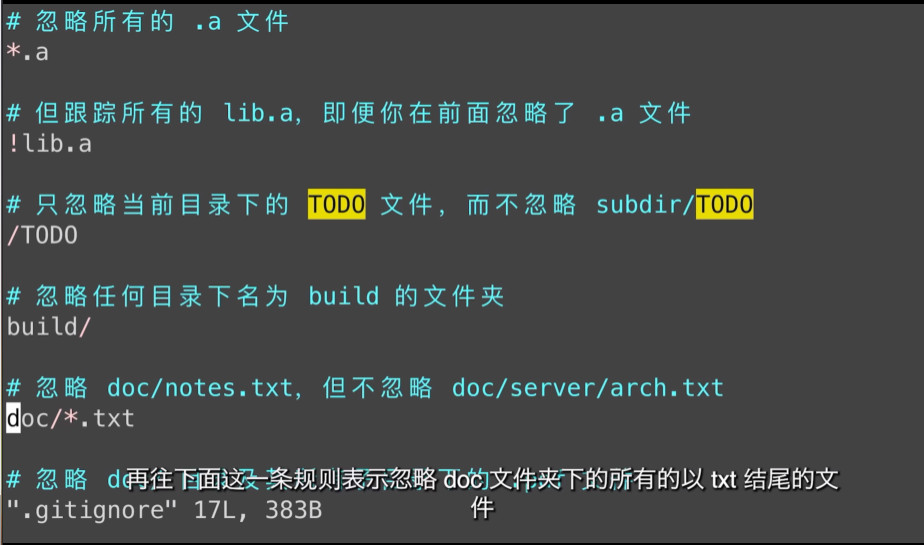 # 忽略所有的 .a 文件
*.a
# 但跟踪所有的 lib.a，即便你在前面忽略了 .a 文件
!lib.a
# 只忽略当前目录下的 TODO 文件，而不忽略 subdir/TODO
/TODO
# 忽略任何目录下名为 build 的文件夹
build/
# 忽略 doc/notes.txt，但不忽略 doc/server/arch.txt
doc/*.txt
# 忽略
再往下面这一条规则表示忽略 doc 文件夹下的所有的以 txt 结尾的文
件
".gitignore" 17L, 383B